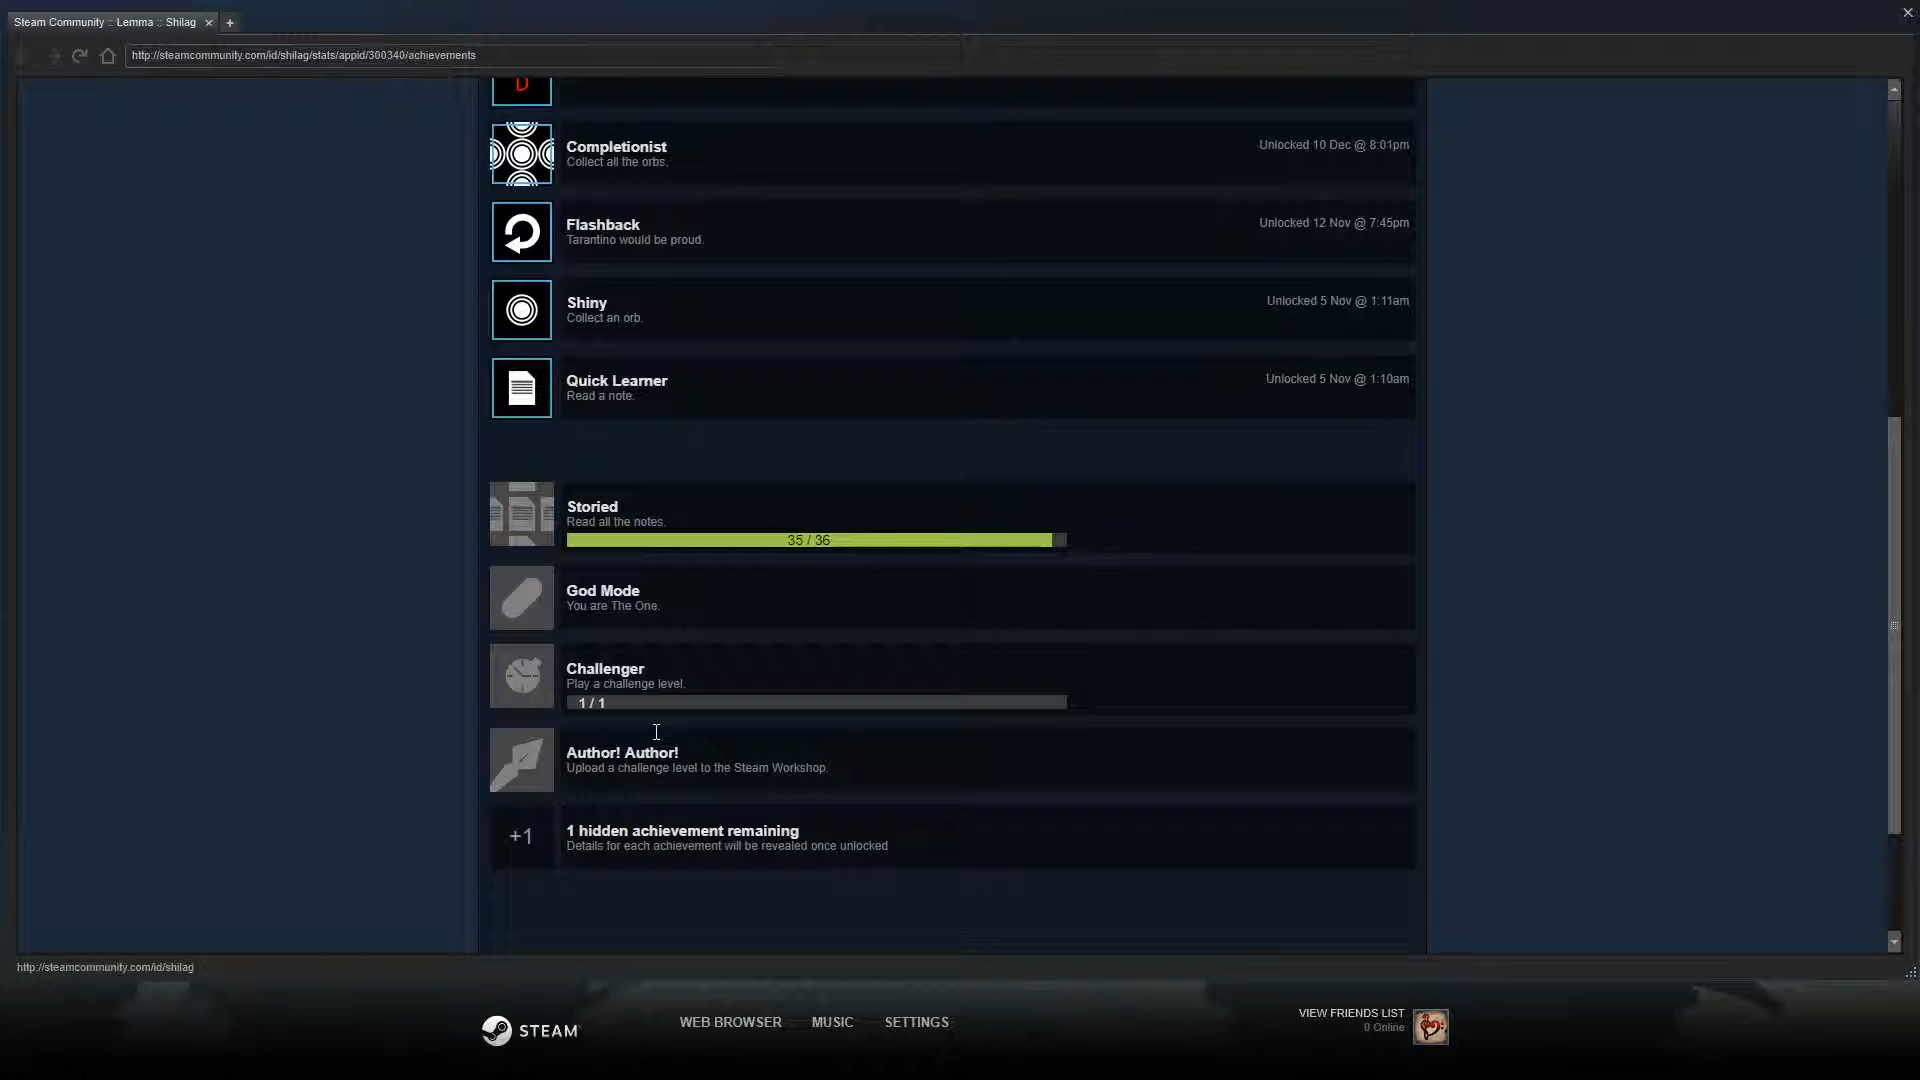 Steam Community :: Lemma :: Shilag
http://steamcommunity.com/id/shilag/stats/appid/300340/achievements
D
Completionist
Collect all the orbs.
Unlocked 10 Dec @ 8:01pm
Flashback
Tarantino would be proud.
Unlocked 12 Nov @ 7:45pm
Shiny
Collect an orb.
Unlocked 5 Nov @ 1:11am
Quick Learner
Read a note.
Unlocked 5 Nov @ 1:10am
Storied
Read all the notes.
35 / 36
God Mode
You are The One.
Challenger
Play a challenge level.
1 / 1
Author! Author!
Upload a challenge level to the Steam Workshop.
+1
1 hidden achievement remaining
Details for each achievement will be revealed once unlocked
http://steamcommunity.com/id/shilag
STEAM
WEB BROWSER
MUSIC
SETTINGS
VIEW FRIENDS LIST
0 Online